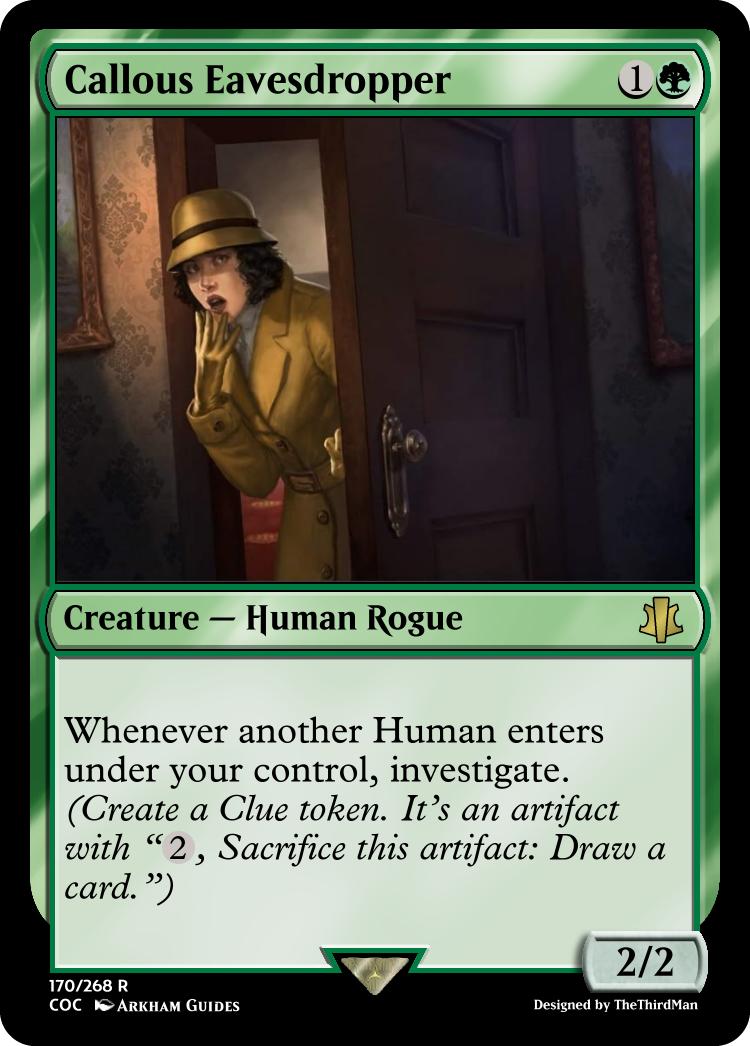 Callous Eavesdropper 1
Creature — Human Rogue
Whenever another Human enters
under your control, investigate.
(Create a Clue token. It's an artifact
with “2, Sacrifice this artifact: Draw a
card.”)
2/2
170/268 R
COC Arkham Guides
Designed by TheThirdMan